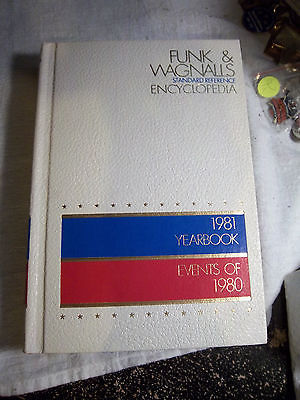 FUNK &
WAGNALLS
STANDARD REFERENCE
ENCYCLOPEDIA
1981
YEARBOOK
EVENTS OF
1980